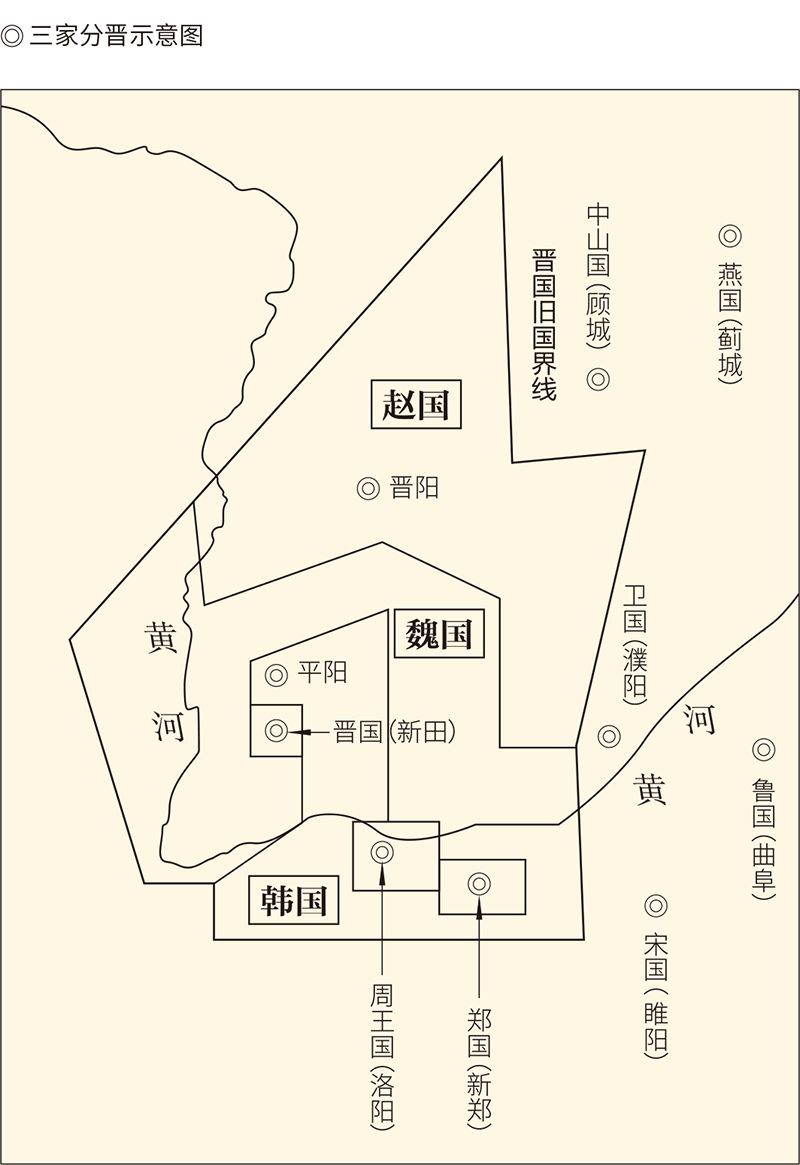 ◎ 三家分晋示意图
燕国(蓟城)
中山国(顾城)
晋国旧国界线
赵国
晋阳
卫国(濮阳)
魏国
黄河
平阳
晋国(新田)
黄河
鲁国(曲阜)
韩国
宋国(睢阳)
周王国(洛阳)
郑国(新郑)